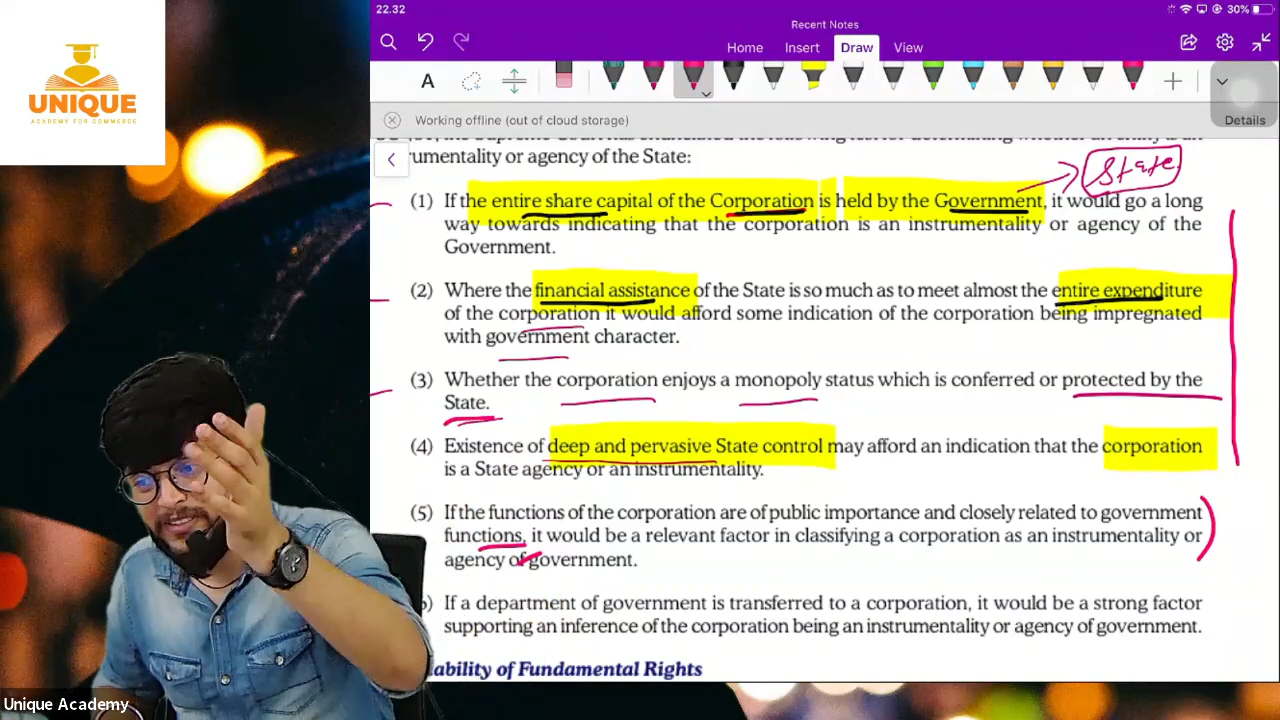 22.32
Recent Notes
30%
UNIQUE
ACADEMY FOR COMMERCE
Home Insert Draw View
A
Details
Working offline (out of cloud storage)
rumentality or agency of the State:
State
(1) If the entire share capital of the Corporation is held by the Government, it would go a long
way towards indicating that the corporation is an instrumentality or agency of the
Government.
(2) Where the financial assistance of the State is so much as to meet almost the entire expenditure
of the corporation it would afford some indication of the corporation being impregnated
with government character.
(3) Whether the corporation enjoys a monopoly status which is conferred or protected by the
State.
(4) Existence of deep and pervasive State control may afford an indication that the corporation
is a State agency or an instrumentality.
(5) If the functions of the corporation are of public importance and closely related to government
functions, it would be a relevant factor in classifying a corporation as an instrumentality or
agency of government.
) If a department of government is transferred to a corporation, it would be a strong factor
supporting an inference of the corporation being an instrumentality or agency of government.
ability of Fundamental Rights
Unique Academy